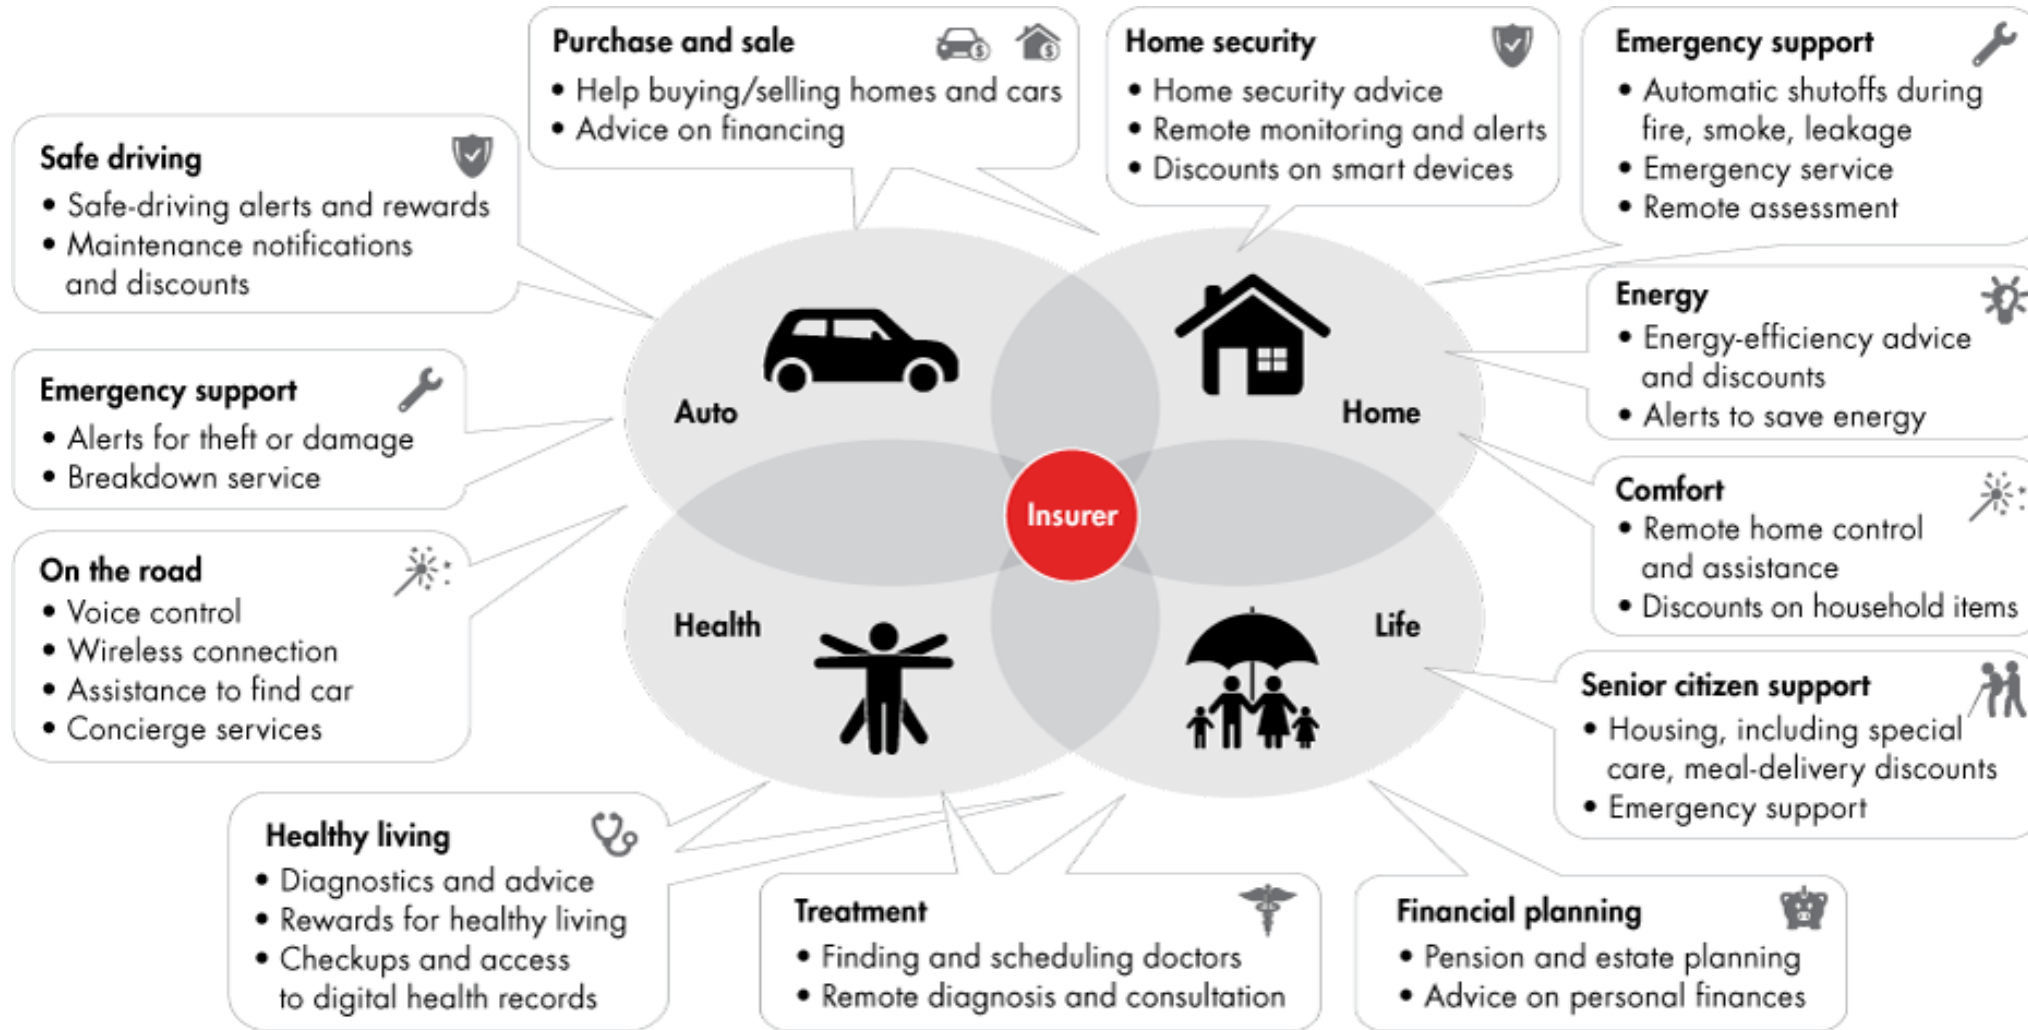 Purchase and sale
• Help buying/selling homes and cars
• Advice on financing
Home security
• Home security advice
• Remote monitoring and alerts
• Discounts on smart devices
Emergency support
• Automatic shutoffs during
fire, smoke, leakage
• Emergency service
• Remote assessment
Safe driving
• Safe-driving alerts and rewards
• Maintenance notifications
and discounts
Energy
• Energy-efficiency advice
and discounts
• Alerts to save energy
Emergency support
• Alerts for theft or damage
• Breakdown service
Auto
Home
Insurer
Comfort
• Remote home control
and assistance
• Discounts on household items
On the road
• Voice control
• Wireless connection
• Assistance to find car
• Concierge services
Health
Life
Senior citizen support
• Housing, including special
care, meal-delivery discounts
• Emergency support
Healthy living
• Diagnostics and advice
• Rewards for healthy living
• Checkups and access
to digital health records
Treatment
• Finding and scheduling doctors
• Remote diagnosis and consultation
Financial planning
• Pension and estate planning
• Advice on personal finances